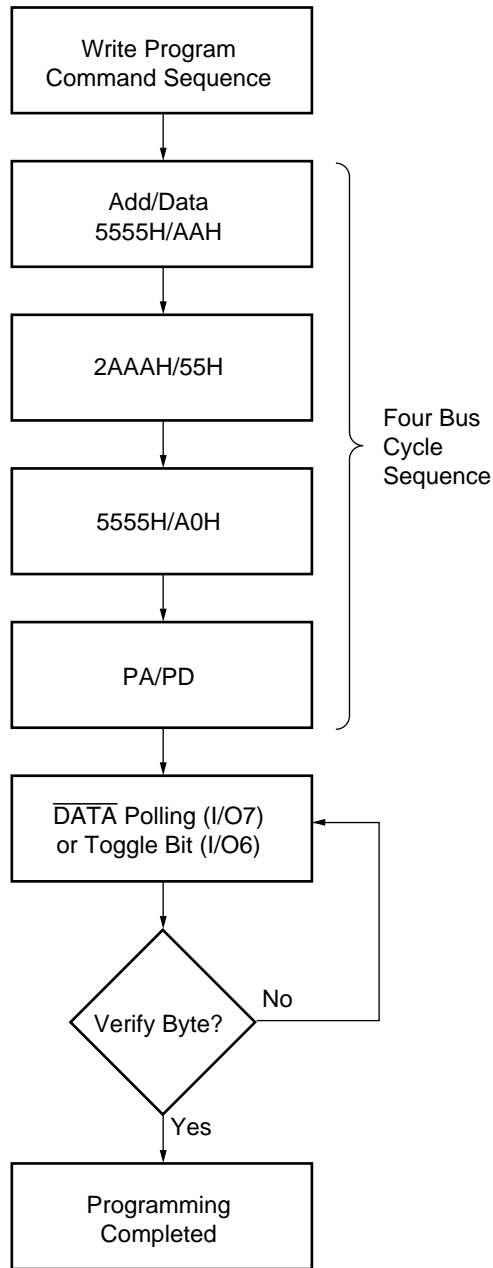 Write Program
Command Sequence
Add/Data
5555H/AAH
2AAAH/55H
Four Bus
Cycle
Sequence
5555H/A0H
PA/PD
DATA Polling (I/O7)
or Toggle Bit (I/O6)
No
Verify Byte?
Yes
Programming
Completed